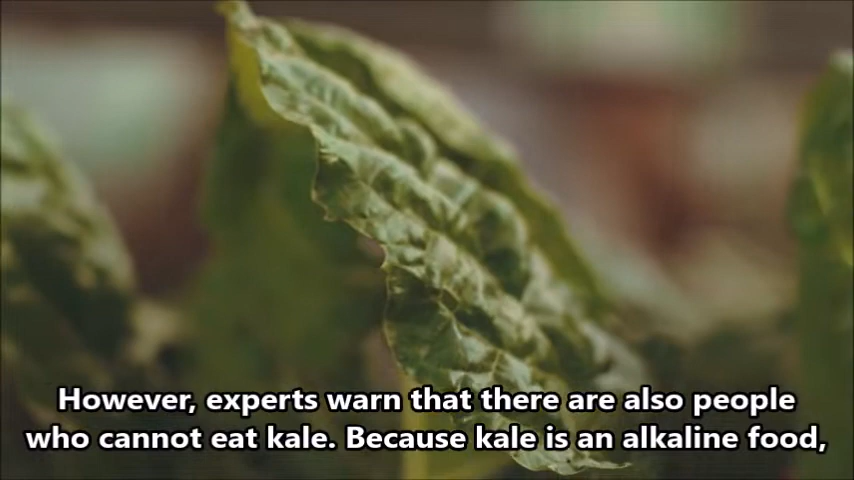 However, experts warn that there are also people
who cannot eat kale. Because kale is an alkaline food,